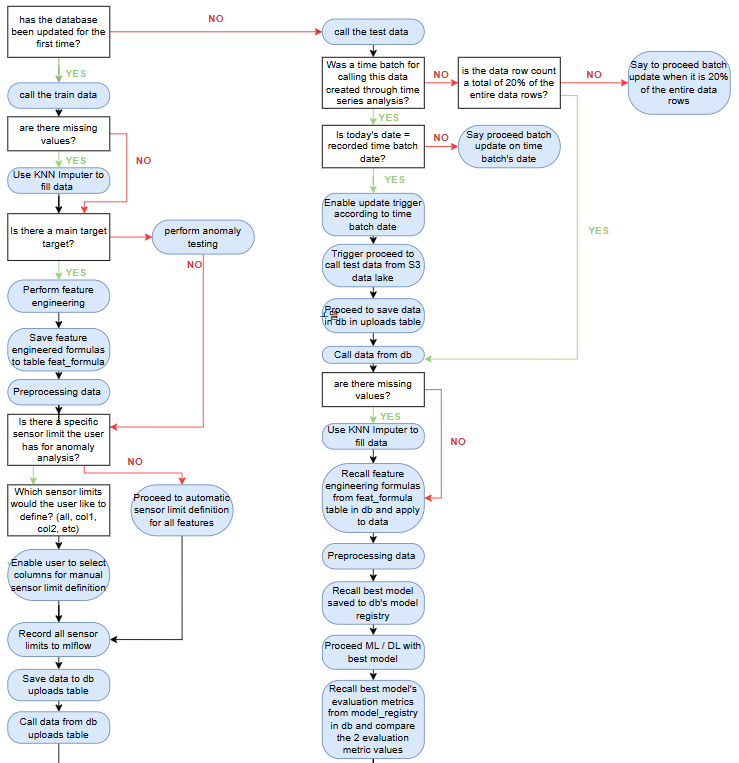 has the database
been updated for the
first time?
NO
YES
call the train data
are there missing
values?
NO
YES
Use KNN Imputer to
fill data
Is there a main target
target?
perform anomaly
testing
NO
YES
Perform feature
engineering
Save feature
engineered formulas
to table feat_formula
Preprocessing data
Is there a specific
sensor limit the user
has for anomaly
analysis?
NO
Which sensor limits
would the user like to
define? (all, col1,
col2, etc)
Proceed to automatic
sensor limit definition
for all features
Enable user to select
columns for manual
sensor limit definition
Record all sensor
limits to mlflow
Save data to db
uploads table
Call data from db
uploads table
call the test data
Was a time batch for
calling this data
created through time
series analysis?
NO
is the data row count
a total of 20% of the
entire data rows?
NO
Say to proceed batch
update when it is 20%
of the entire data
rows
YES
YES
Is today's date =
recorded time batch
date?
NO
Say proceed batch
update on time
batch's date
YES
Enable update trigger
according to time
batch date
Trigger proceed to
call test data from S3
data lake
Proceed to save data
in db in uploads table
Call data from db
are there missing
values?
YES
NO
Use KNN Imputer to
fill data
Recall feature
engineering formulas
from feat_formula
table in db and apply
to data
Preprocessing data
Recall best model
saved to db's model
registry
Proceed ML / DL with
best model
Recall best model's
evaluation metrics
from model_registry
in db and compare
the 2 evaluation
metric values